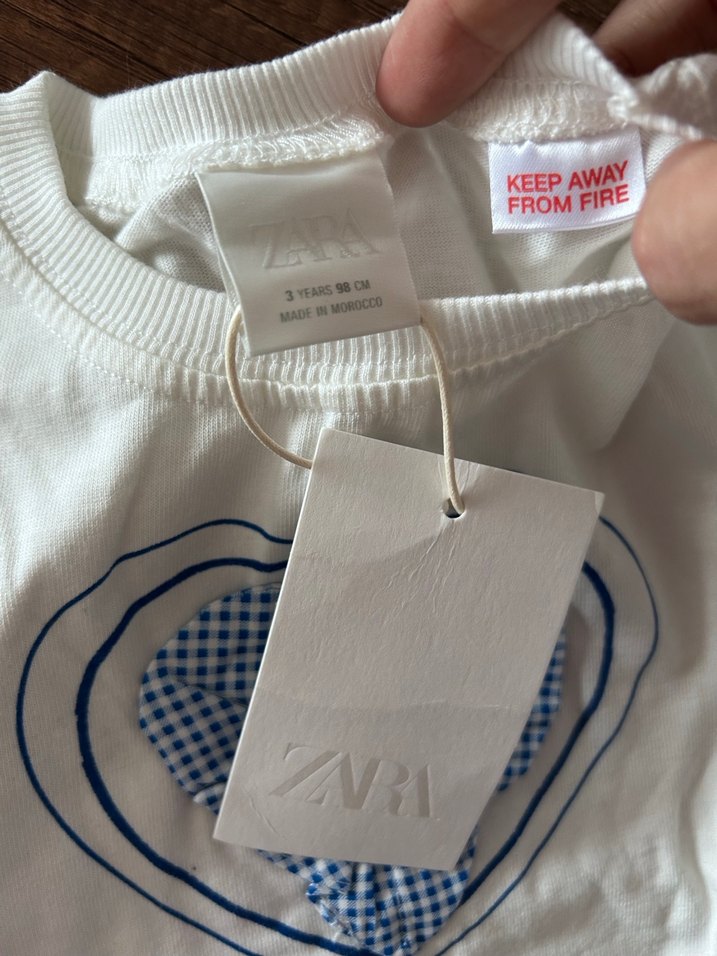 KEEP AWAY
FROM FIRE
ZARA
3 YEARS 98 CM
MADE IN MOROCCO
ZARA